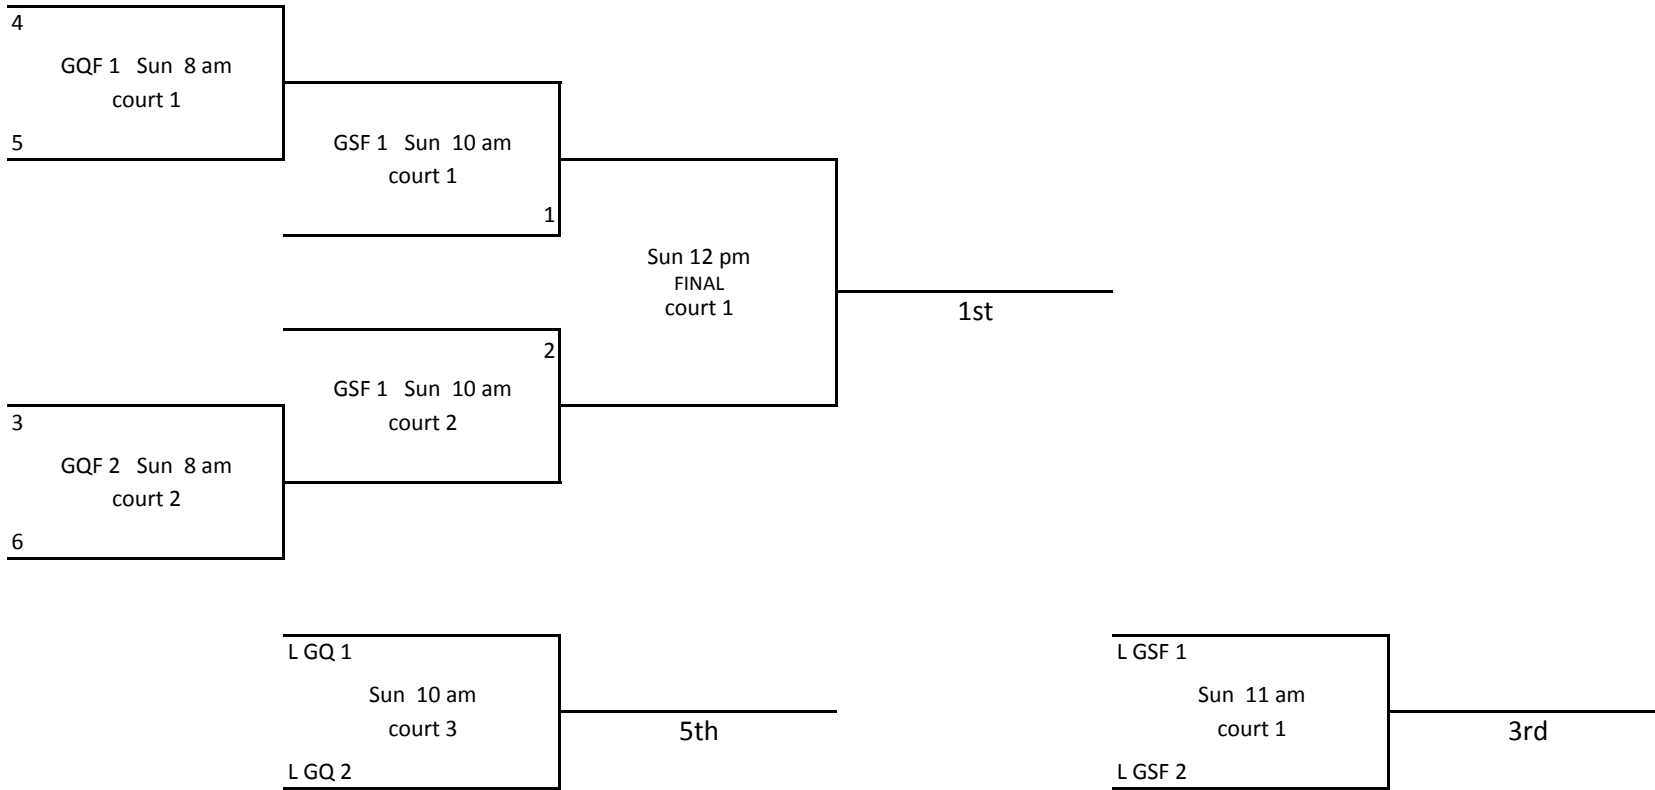 4
GQF 1 Sun 8 am
court 1
5
GSF 1 Sun 10 am
court 1
1
Sun 12 pm
FINAL
court 1
1st
2
GSF 1 Sun 10 am
court 2
3
GQF 2 Sun 8 am
court 2
6
L GQ 1
Sun 10 am
court 3
5th
L GQ 2
L GSF 1
Sun 11 am
court 1
3rd
L GSF 2